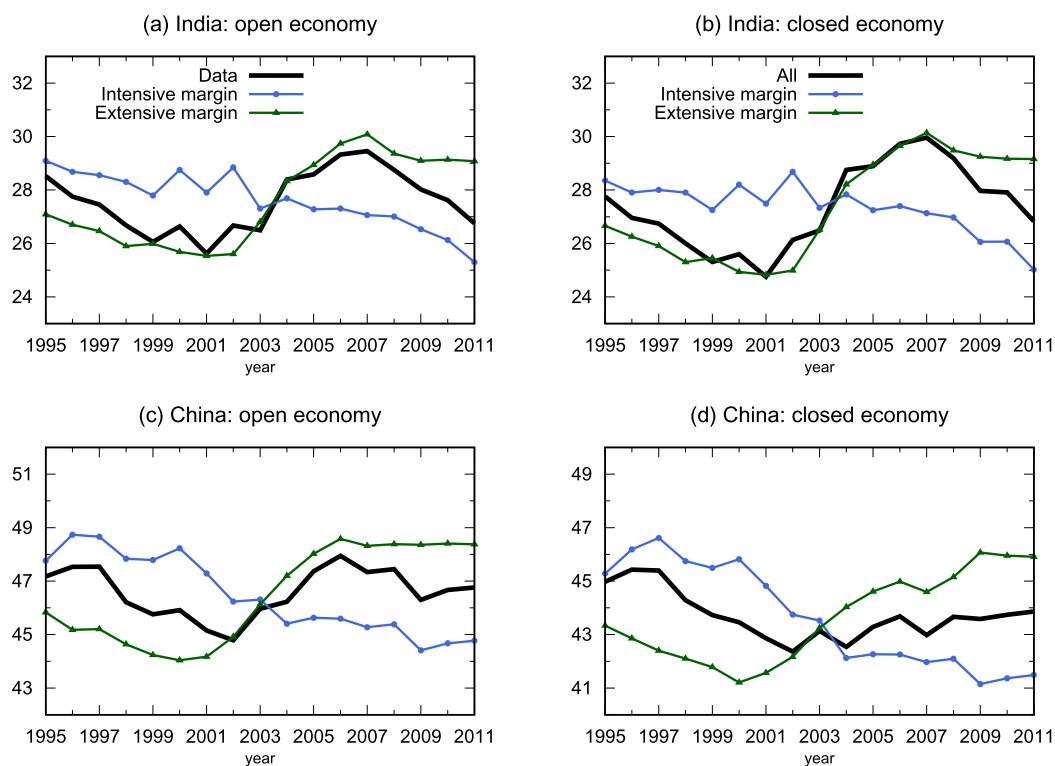 (a) India: open economy
32
30
28
26
24
Data
Intensive margin
Extensive margin
1995 1997 1999 2001 2003 2005 2007 2009 2011
year
(b) India: closed economy
32
30
28
26
24
All
Intensive margin
Extensive margin
1995 1997 1999 2001 2003 2005 2007 2009 2011
year
(c) China: open economy
51
49
47
45
43
1995 1997 1999 2001 2003 2005 2007 2009 2011
year
(d) China: closed economy
49
47
45
43
41
1995 1997 1999 2001 2003 2005 2007 2009 2011
year